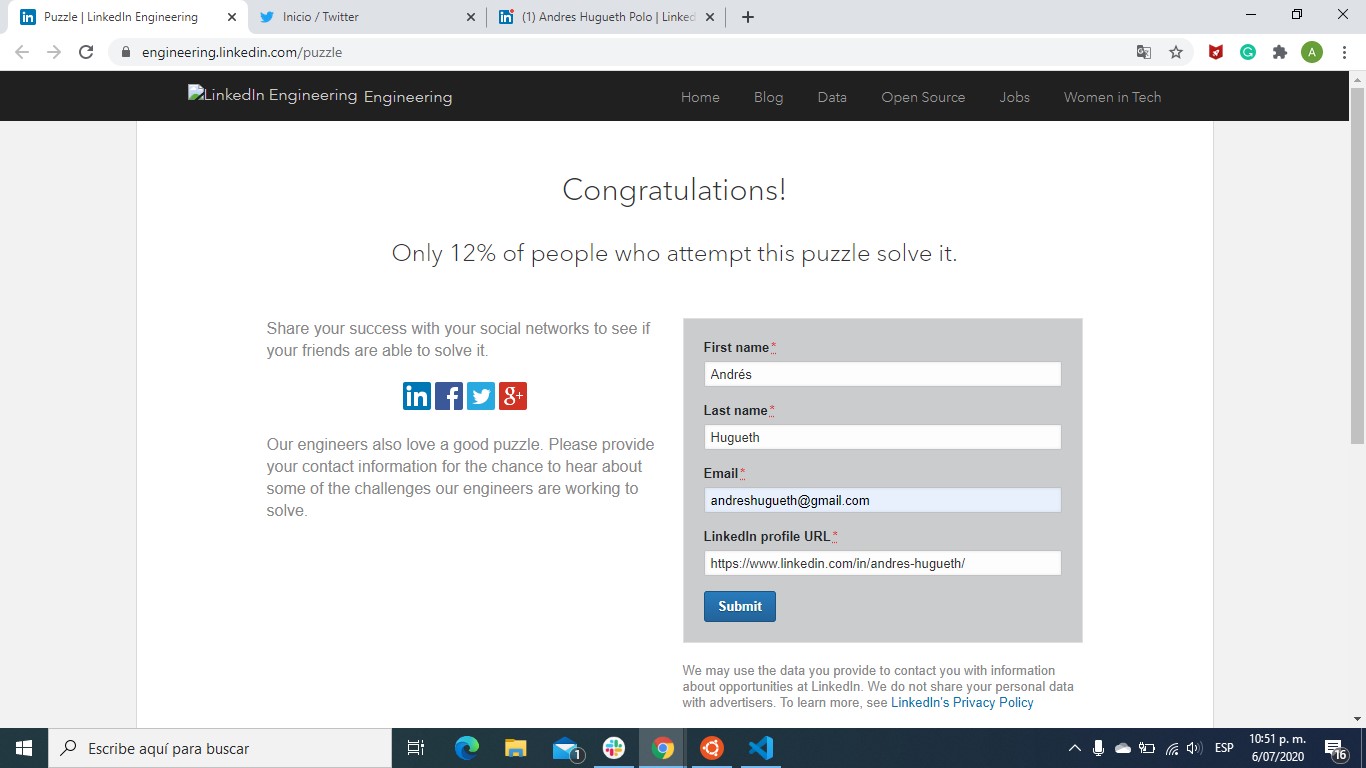 Puzzle | LinkedIn Engineering
Inicio / Twitter
(1) Andres Hugueth Polo | Linked
engineering.linkedin.com/puzzle
A
LinkedIn Engineering Engineering
Home Blog Data Open Source Jobs Women in Tech
Congratulations!
Only 12% of people who attempt this puzzle solve it.
Share your success with your social networks to see if
your friends are able to solve it.
in f g+
Our engineers also love a good puzzle. Please provide
your contact information for the chance to hear about
some of the challenges our engineers are working to
solve.
First name*
Andrés
Last name*
Hugueth
Email*
andreshugueth@gmail.com
LinkedIn profile URL*
https://www.linkedin.com/in/andres-hugueth/
Submit
We may use the data you provide to contact you with information
about opportunities at LinkedIn. We do not share your personal data
with advertisers. To learn more, see LinkedIn's Privacy Policy
Escribe aquí para buscar
1
ESP
10:51 p. m.
6/07/2020
16